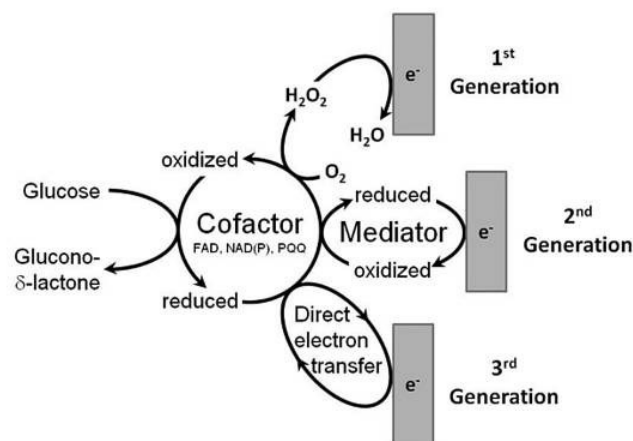 1st
Generation
e-
H2O2
H2O
O2
oxidized
Glucose
Cofactor
FAD, NAD(P), PQQ
Glucono-
δ-lactone
reduced
reduced
Mediator
oxidized
e-
2nd
Generation
Direct
electron
transfer
e-
3rd
Generation